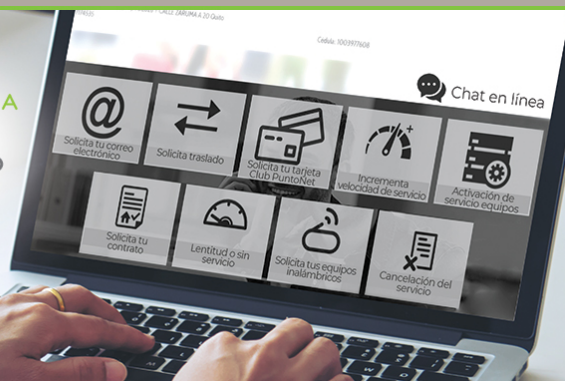 CALLE ZARUMA A 20 Quito
Cedula: 1003977608
Chat en línea
A
Solicita tu correo
electrónico
Solicita traslado
Solicita tu tarjeta
Club PuntoNet
Incrementa
velocidad de servicio
Activación de
servicio equipos
Solicita tu
contrato
Lentitud o sin
servicio
Solicita tus equipos
inalámbricos
Cancelación del
servicio